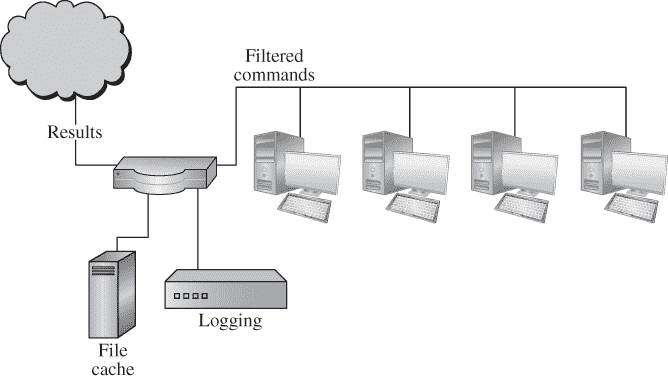 Filtered
commands
Results
Logging
File
cache